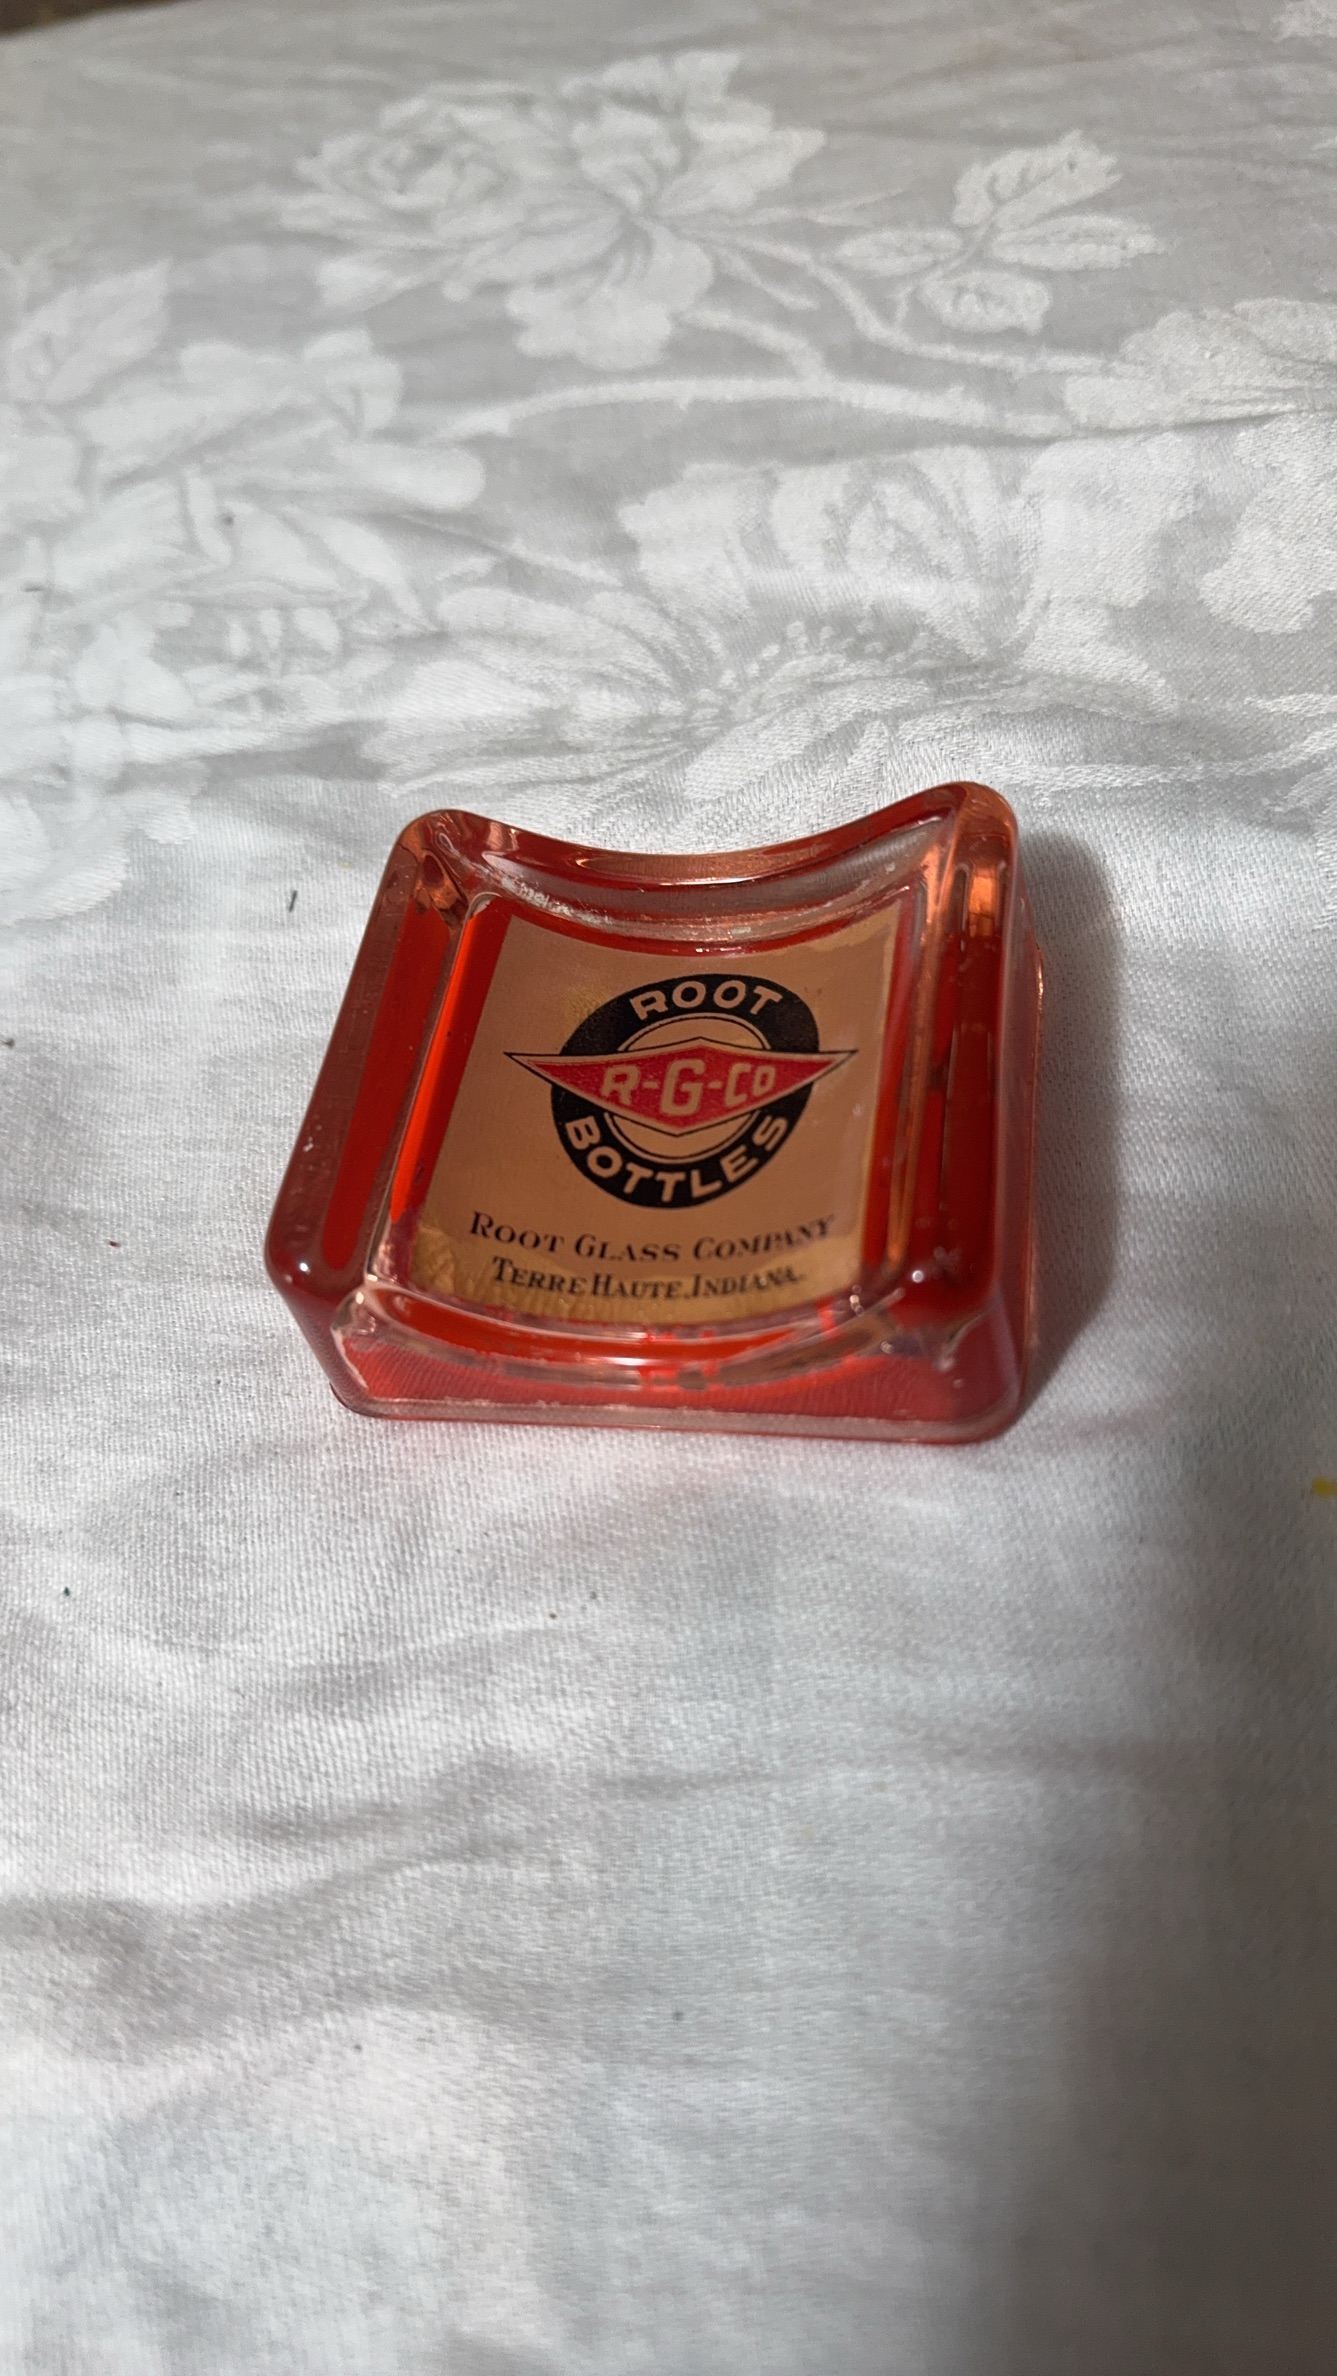 ROOT
R-G-CO
BOTTLES
ROOT GLASS COMPANY
TERRE HAUTE, INDIANA.